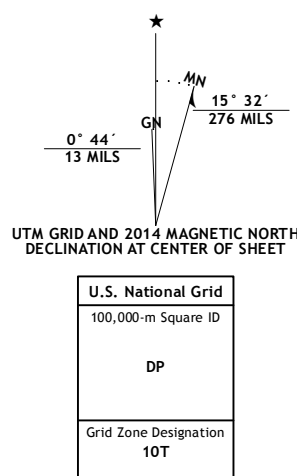 ★
MN
GN
15° 32´
276 MILS
0° 44´
13 MILS
UTM GRID AND 2014 MAGNETIC NORTH
DECLINATION AT CENTER OF SHEET
U.S. National Grid
100,000-m Square ID
DP
Grid Zone Designation
10T